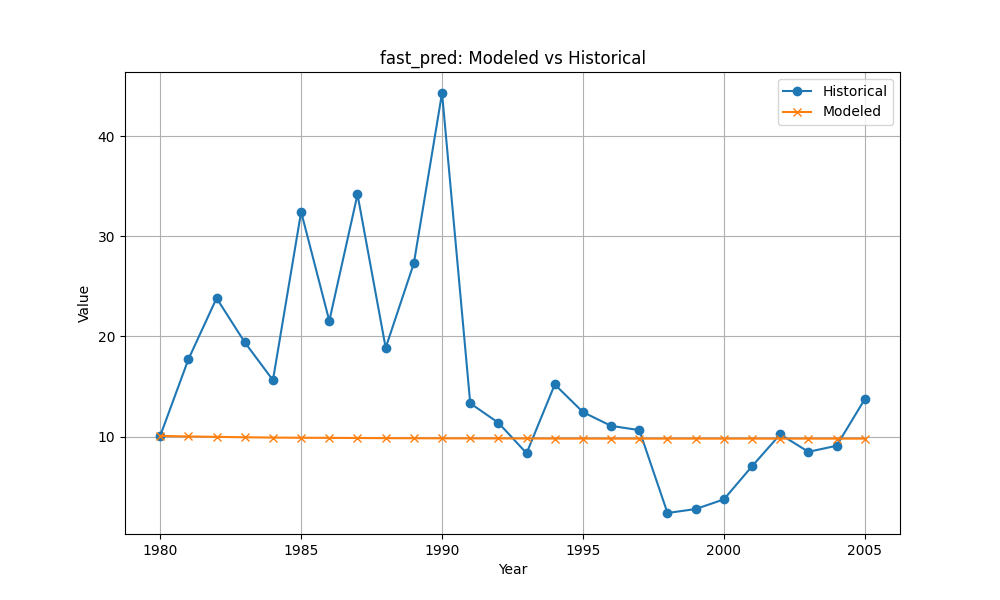 fast_pred: Modeled vs Historical
Historical
Modeled
Value
40
30
20
10
1980 1985 1990 1995 2000 2005
Year